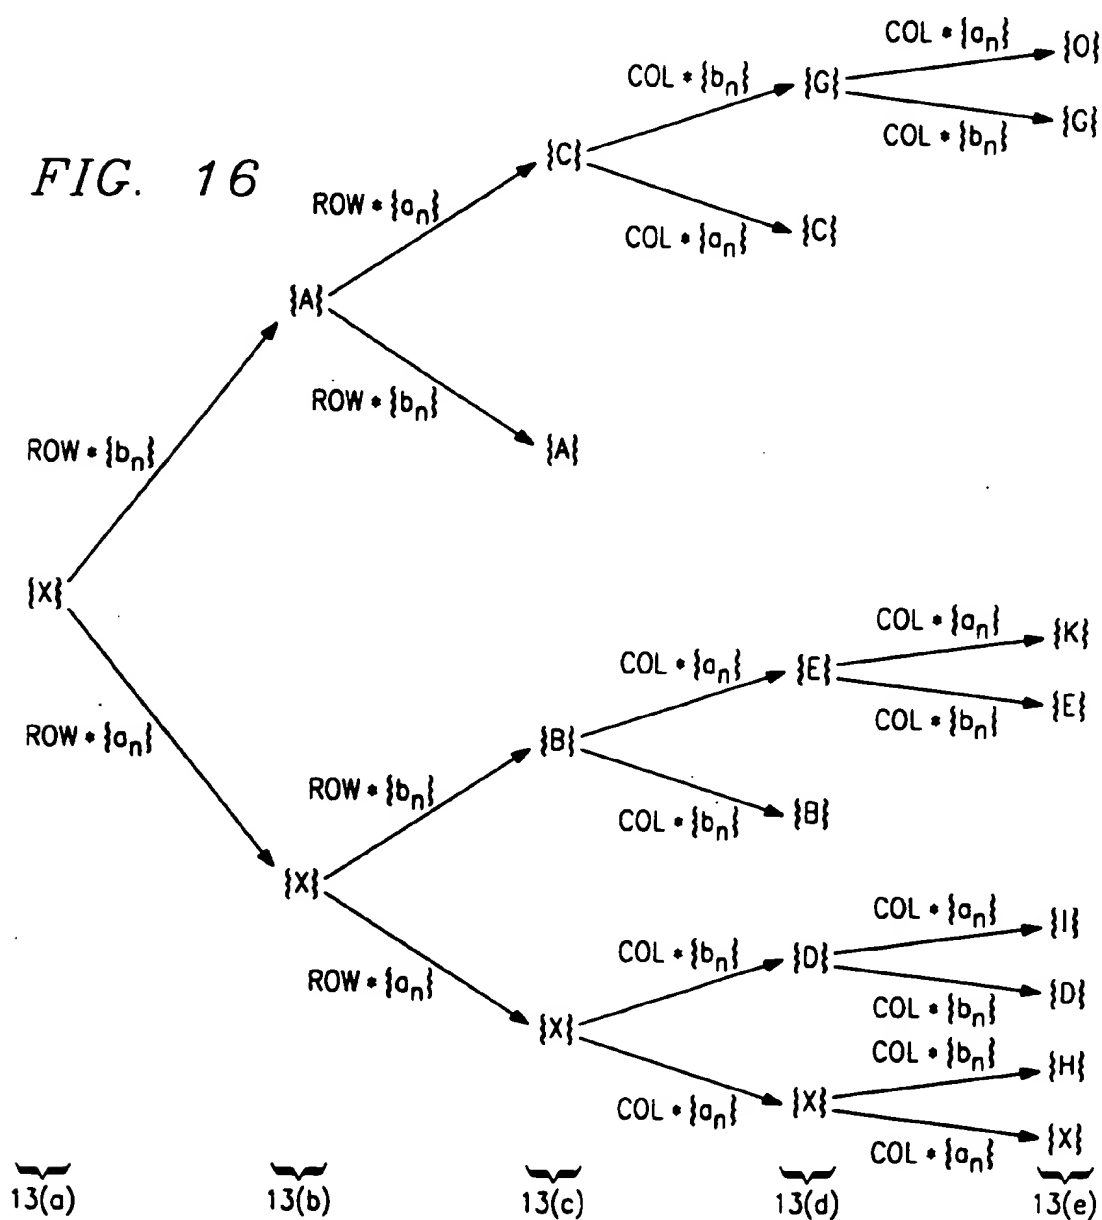 COL * {a_n}
{O}
COL * {b_n}
{G}
COL * {b_n}
{G}
FIG. 16
{C}
ROW * {a_n}
COL * {a_n}
{C}
{A}
ROW * {b_n}
ROW * {b_n}
{A}
{X}
COL * {a_n}
{K}
COL * {a_n}
{E}
COL * {b_n}
{E}
ROW * {a_n}
{B}
ROW * {b_n}
COL * {b_n}
{B}
{X}
COL * {a_n}
{I}
COL * {b_n}
{D}
ROW * {a_n}
COL * {b_n}
{D}
{X}
COL * {b_n}
{H}
COL * {a_n}
{X}
COL * {a_n}
{X}
13(a) 13(b) 13(c) 13(d) 13(e)